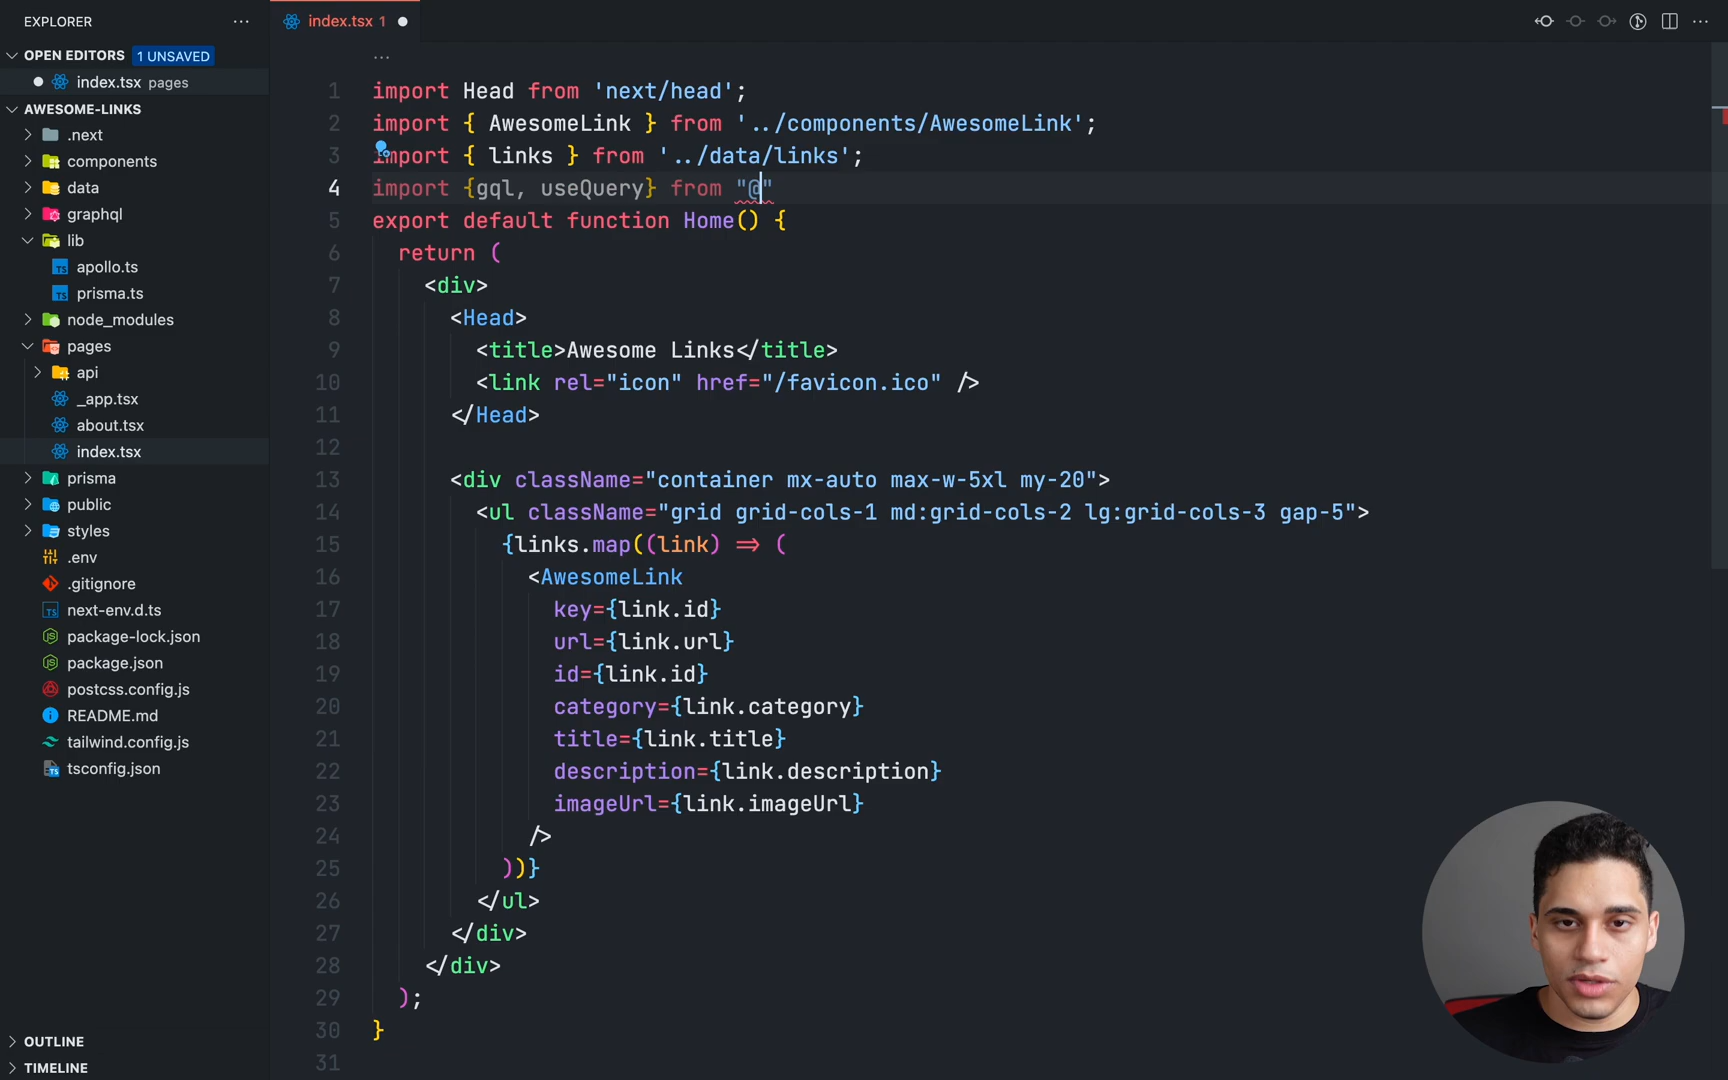 EXPLORER
OPEN EDITORS 1 UNSAVED
index.tsx pages
AWESOME-LINKS
.next
components
data
graphql
lib
apollo.ts
prisma.ts
node_modules
pages
api
_app.tsx
about.tsx
index.tsx
prisma
public
styles
.env
.gitignore
next-env.d.ts
package-lock.json
package.json
postcss.config.js
README.md
tailwind.config.js
tsconfig.json
OUTLINE
TIMELINE
index.tsx 1
...
1 import Head from 'next/head';
2 import { AwesomeLink } from '../components/AwesomeLink';
3 import { links } from '../data/links';
4 import {gql, useQuery} from "@"
5 export default function Home() {
6 return (
7 <div>
8 <Head>
9 <title>Awesome Links</title>
10 <link rel="icon" href="/favicon.ico" />
11 </Head>
12
13 <div className="container mx-auto max-w-5xl my-20">
14 <ul className="grid grid-cols-1 md:grid-cols-2 lg:grid-cols-3 gap-5">
15 {links.map((link) => (
16 <AwesomeLink
17 key={link.id}
18 url={link.url}
19 id={link.id}
20 category={link.category}
21 title={link.title}
22 description={link.description}
23 imageUrl={link.imageUrl}
24 />
25 ))}
26 </ul>
27 </div>
28 </div>
29 );
30 }
31